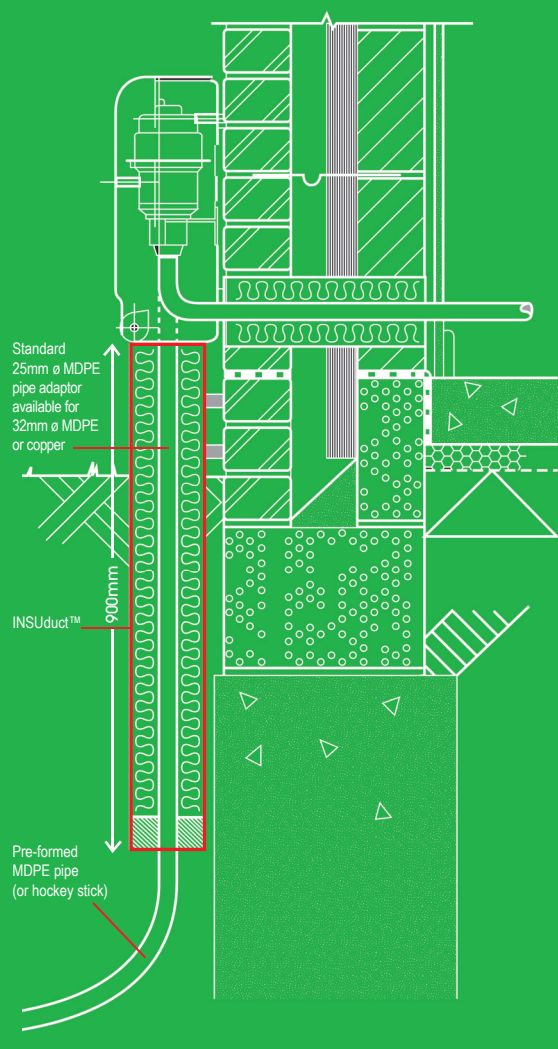 Standard
25mm ø MDPE
pipe adaptor
available for
32mm ø MDPE
or copper
900mm
INSUduct™
Pre-formed
MDPE pipe
(or hockey stick)